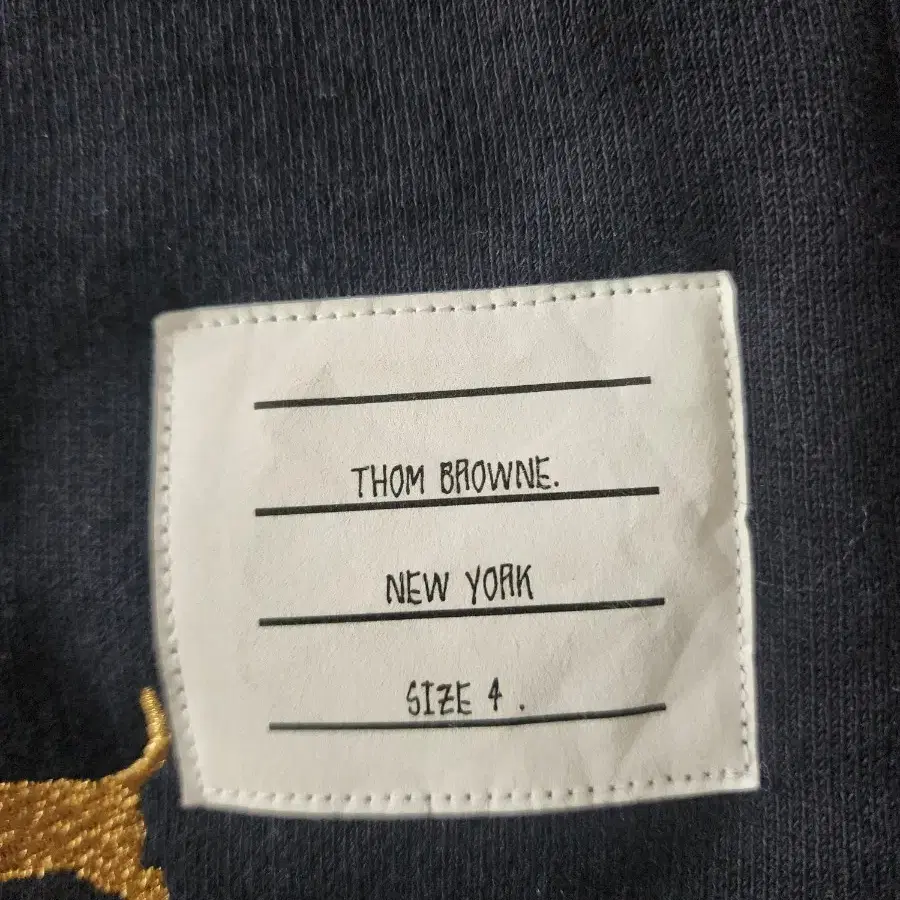 THOM BROWNE.
NEW YORK
SIZE 4 .